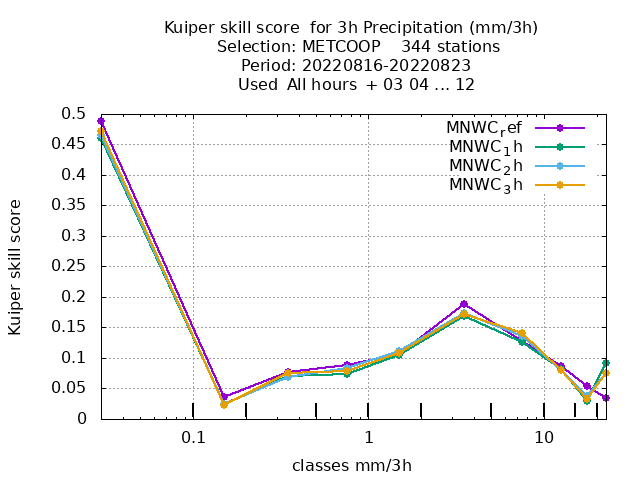 Kuiper skill score  for 3h Precipitation (mm/3h)
Selection: METCOOP    344 stations
Period: 20220816-20220823
Used  All hours  + 03 04 ... 12
MNWC_ref
MNWC_1h
MNWC_2h
MNWC_3h
0.5
0.45
0.4
0.35
0.3
0.25
0.2
0.15
0.1
0.05
0
Kuiper skill score
0.1
1
10
classes mm/3h